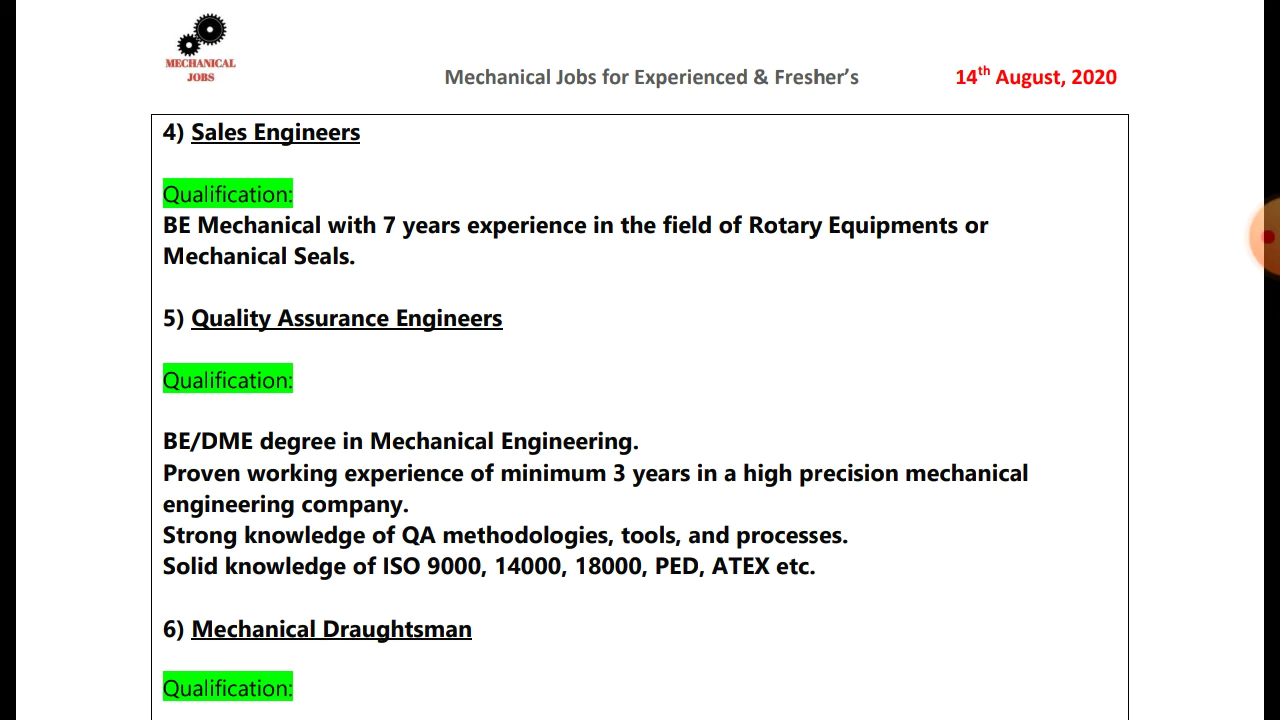 MECHANICAL
JOBS
Mechanical Jobs for Experienced & Fresher’s 14th August, 2020
4) Sales Engineers
Qualification:
BE Mechanical with 7 years experience in the field of Rotary Equipments or
Mechanical Seals.
5) Quality Assurance Engineers
Qualification:
BE/DME degree in Mechanical Engineering.
Proven working experience of minimum 3 years in a high precision mechanical
engineering company.
Strong knowledge of QA methodologies, tools, and processes.
Solid knowledge of ISO 9000, 14000, 18000, PED, ATEX etc.
6) Mechanical Draughtsman
Qualification: